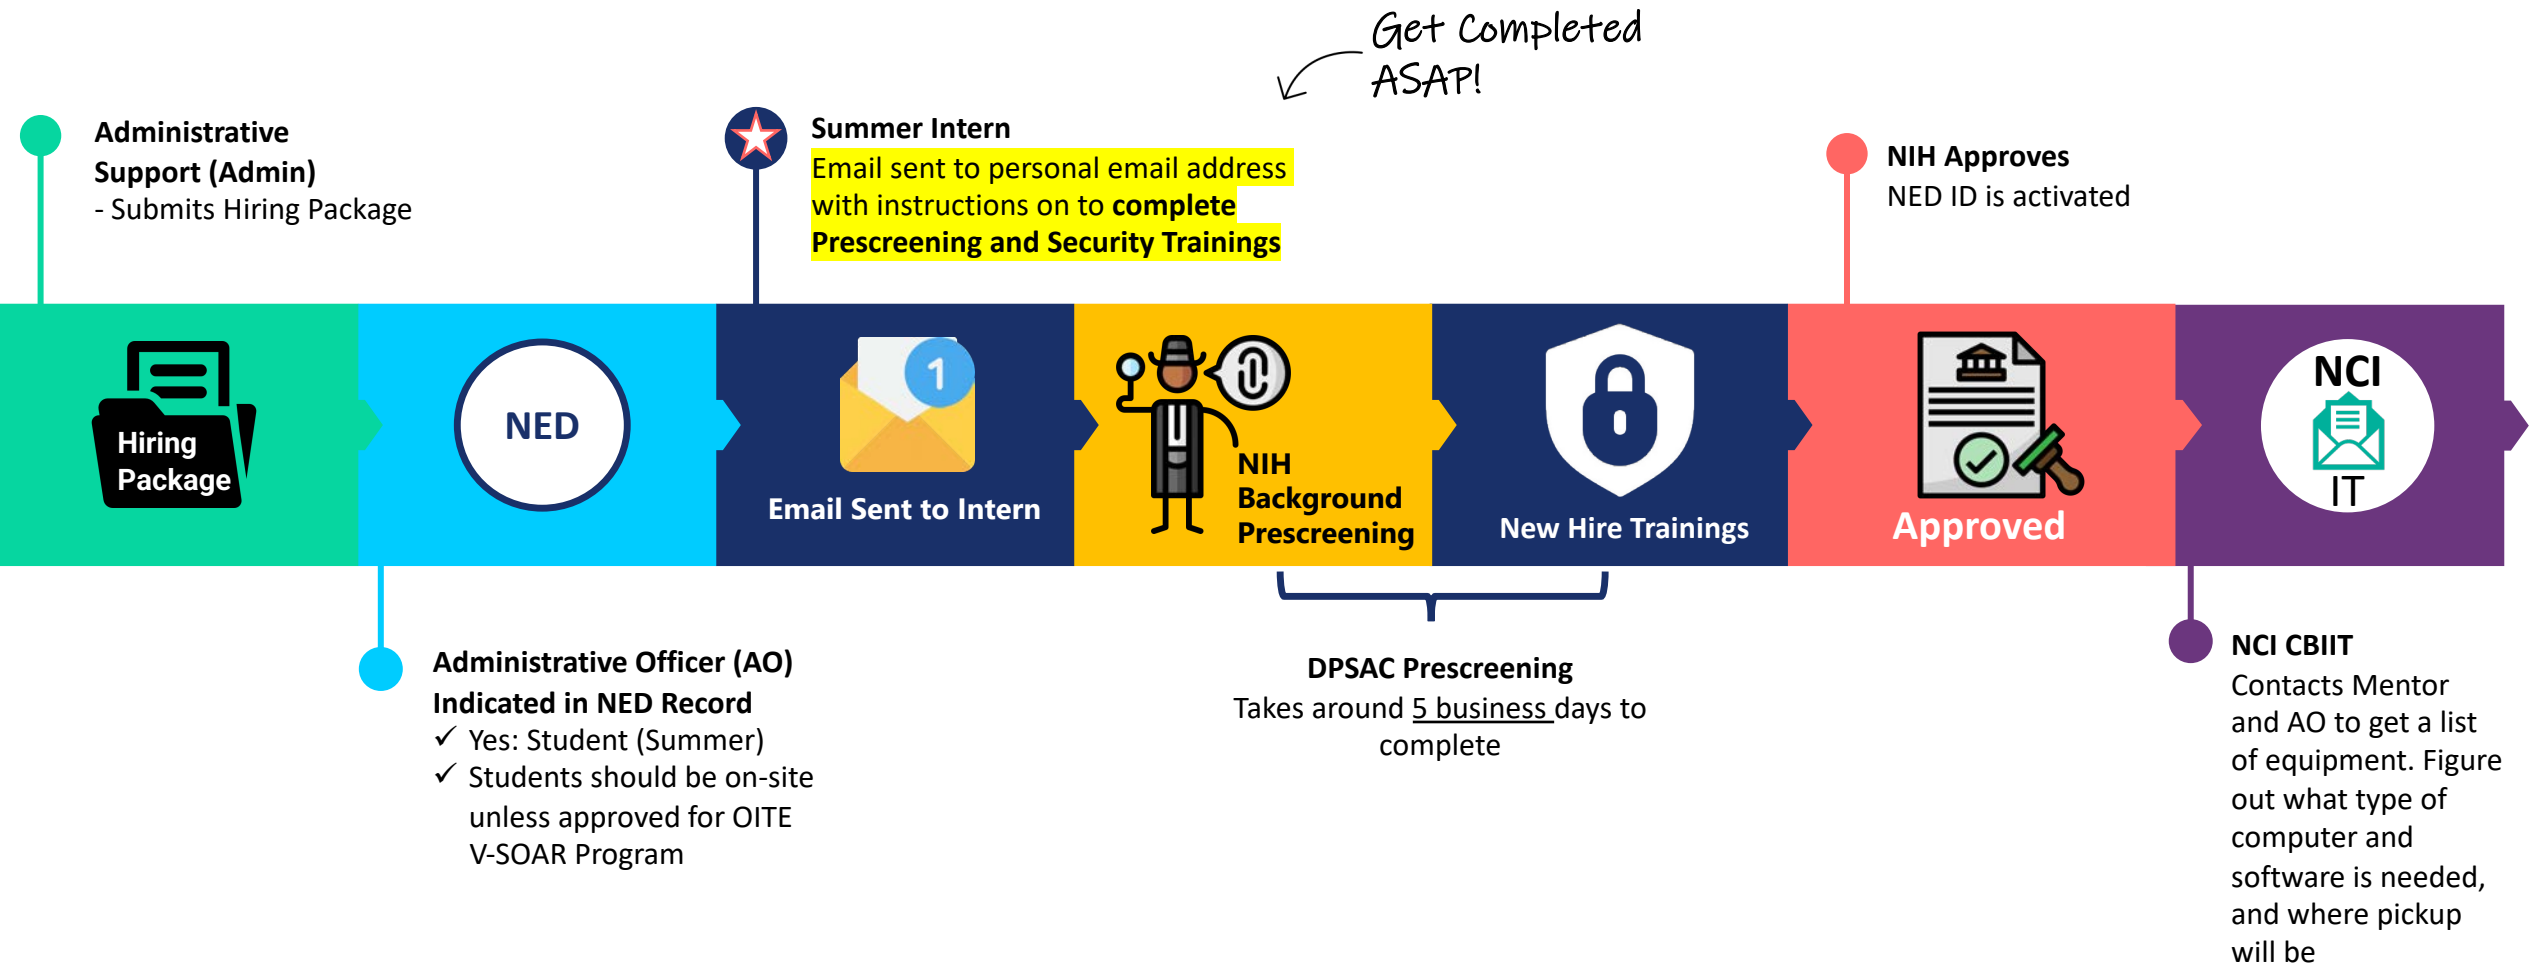 Get Completed
ASAP!
Administrative
Support (Admin)
- Submits Hiring Package
Summer Intern
Email sent to personal email address
with instructions on to complete
Prescreening and Security Trainings
NIH Approves
NED ID is activated
Hiring
Package
NED
1
Email Sent to Intern
NIH
Background
Prescreening
New Hire Trainings
Approved
NCI
IT
Administrative Officer (AO)
Indicated in NED Record
✓ Yes: Student (Summer)
✓ Students should be on-site
unless approved for OITE
V-SOAR Program
DPSAC Prescreening
Takes around 5 business days to
complete
NCI CBIIT
Contacts Mentor
and AO to get a list
of equipment. Figure
out what type of
computer and
software is needed,
and where pickup
will be